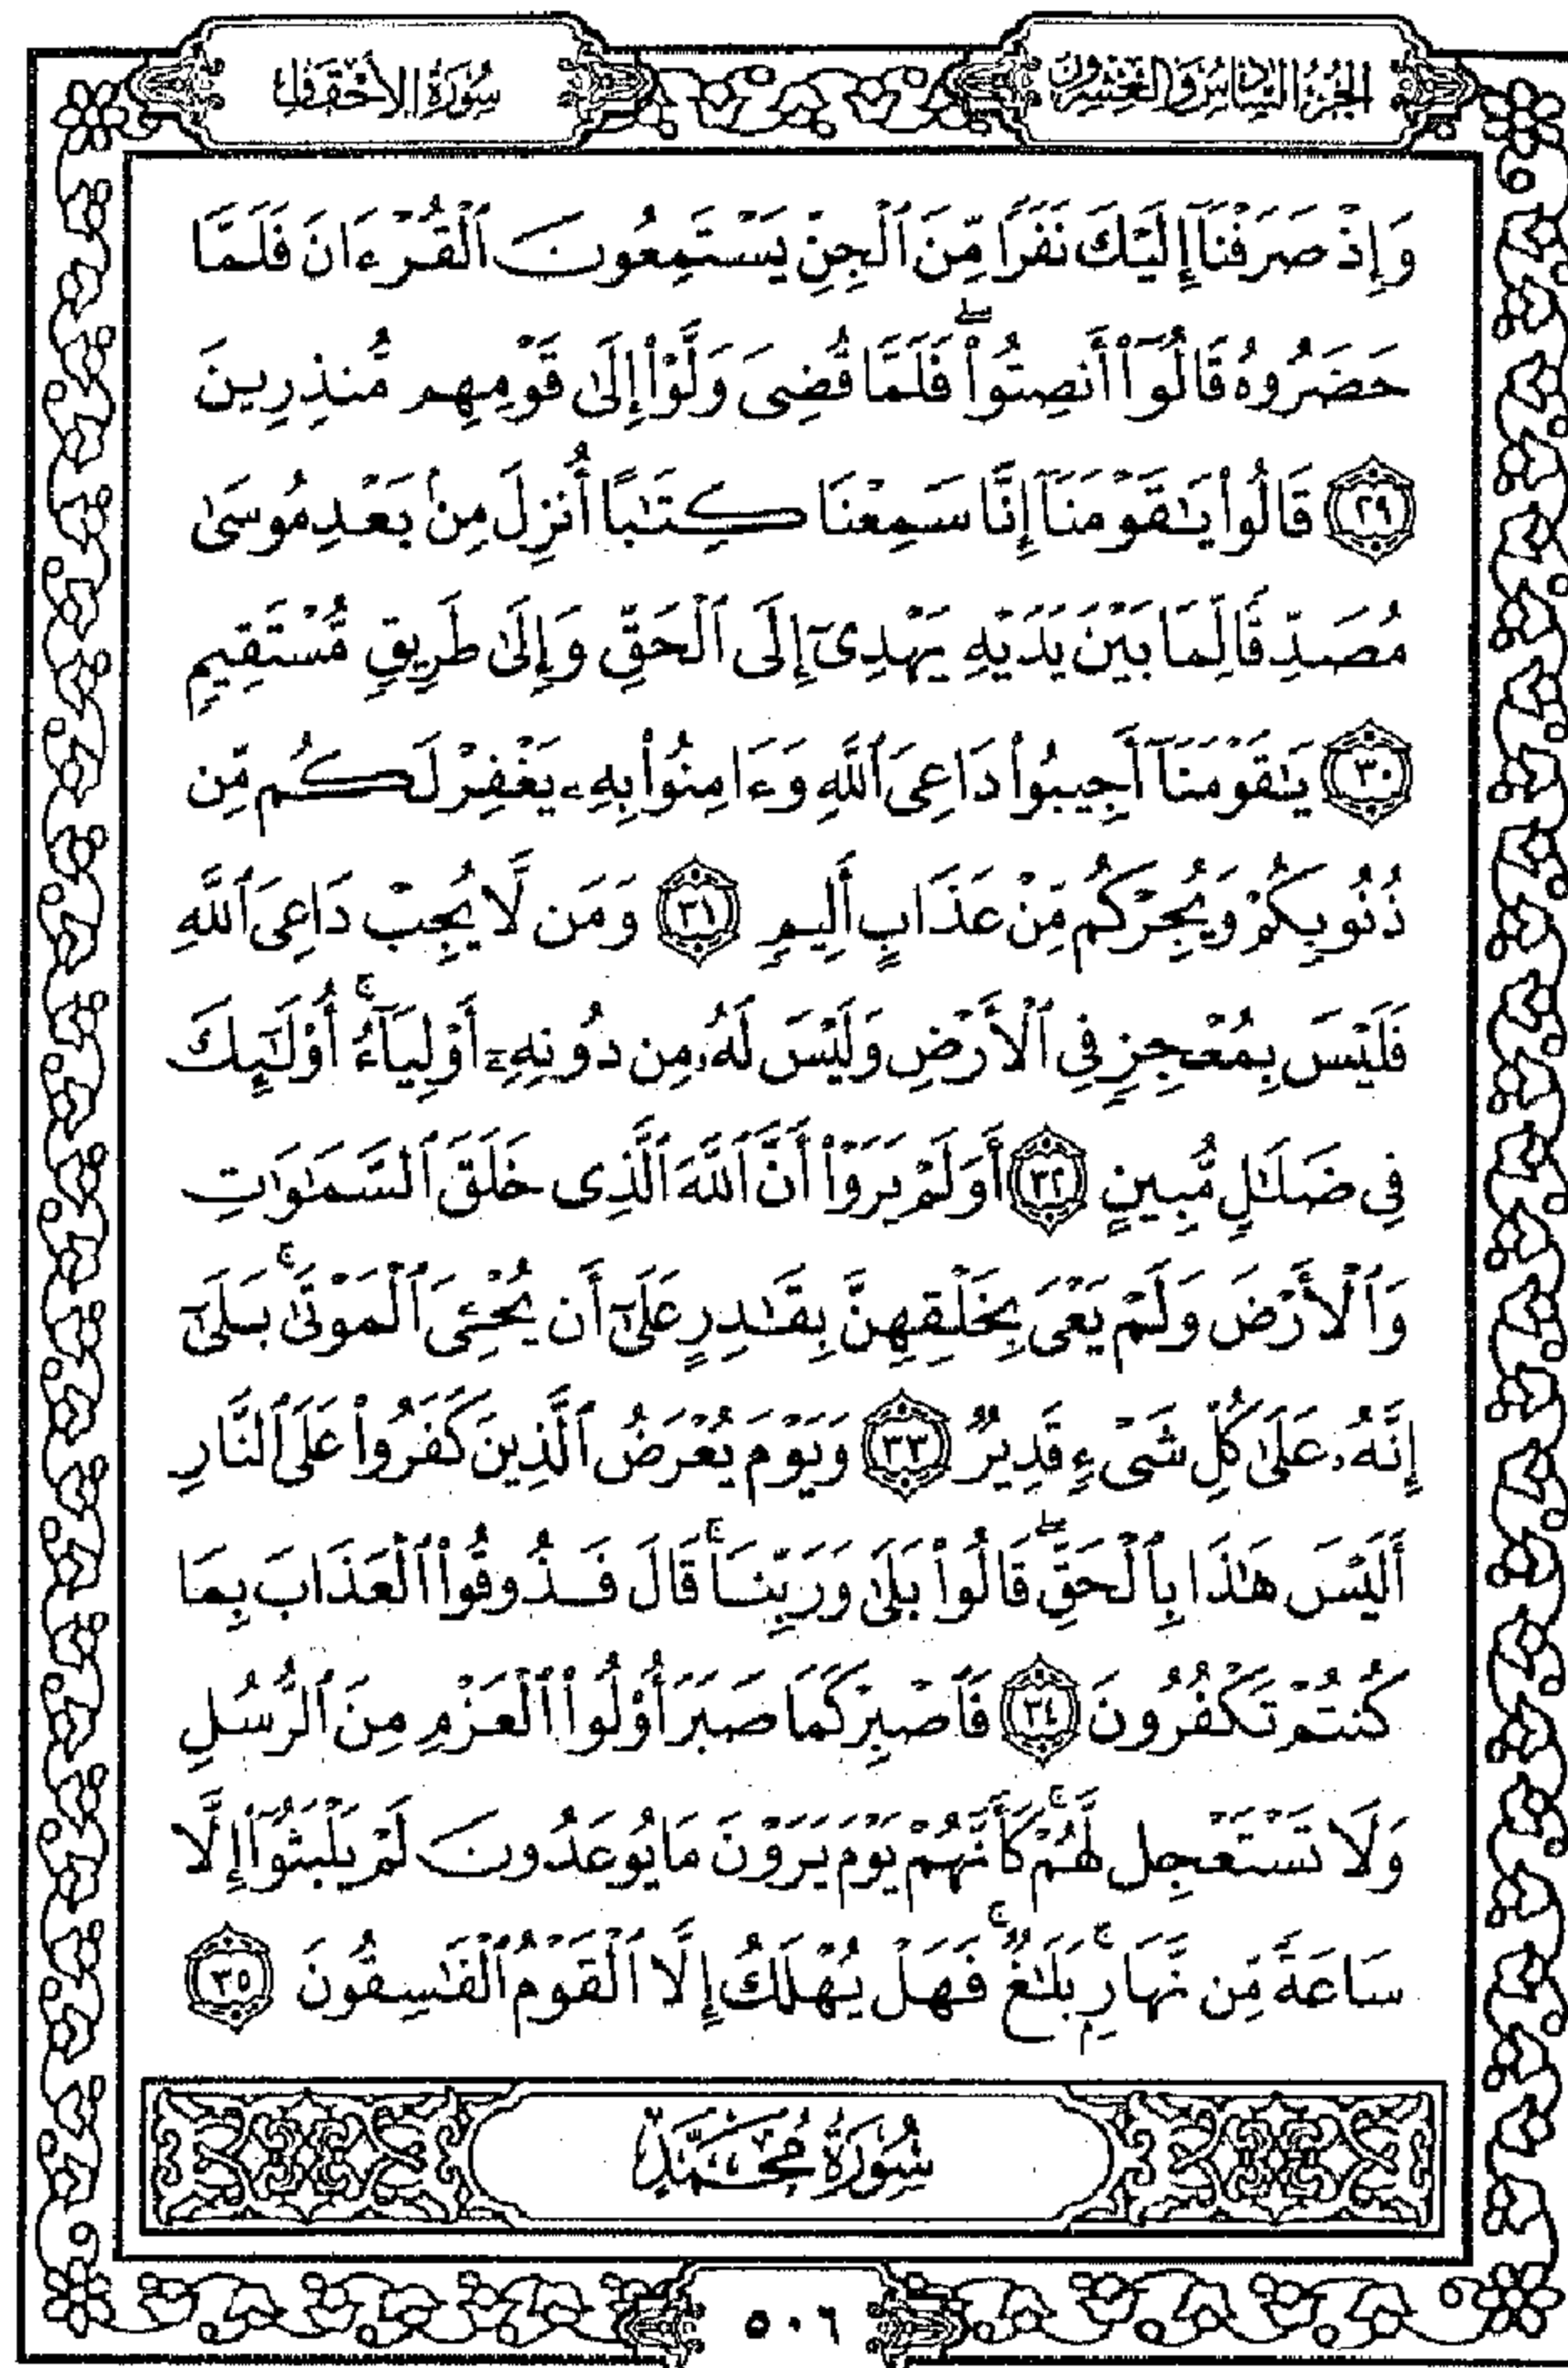 الجزء السادس والعشرون
سورة الأحقاف
وَإِذْ صَرَفْنَآ إِلَيْكَ نَفَرًا مِّنَ ٱلْجِنِّ يَسْتَمِعُونَ ٱلْقُرْءَانَ فَلَمَّا
حَضَرُوهُ قَالُوٓا۟ أَنصِتُوا۟ ۖ فَلَمَّا قُضِىَ وَلَّوْا۟ إِلَىٰ قَوْمِهِم مُّنذِرِينَ
﴿٢٩﴾ قَالُوا۟ يَـٰقَوْمَنَآ إِنَّا سَمِعْنَا كِتَـٰبًا أُنزِلَ مِنۢ بَعْدِ مُوسَىٰ
مُصَدِّقًا لِّمَا بَيْنَ يَدَيْهِ يَهْدِىٓ إِلَى ٱلْحَقِّ وَإِلَىٰ طَرِيقٍ مُّسْتَقِيمٍ
﴿٣٠﴾ يَـٰقَوْمَنَآ أَجِيبُوا۟ دَاعِىَ ٱللَّهِ وَءَامِنُوا۟ بِهِۦ يَغْفِرْ لَكُم مِّن
ذُنُوبِكُمْ وَيُجِرْكُم مِّنْ عَذَابٍ أَلِيمٍ ﴿٣١﴾ وَمَن لَّا يُجِبْ دَاعِىَ ٱللَّهِ
فَلَيْسَ بِمُعْجِزٍ فِى ٱلْأَرْضِ وَلَيْسَ لَهُۥ مِن دُونِهِۦٓ أَوْلِيَآءُ ۚ أُو۟لَـٰٓئِكَ
فِى ضَلَـٰلٍ مُّبِينٍ ﴿٣٢﴾ أَوَلَمْ يَرَوْا۟ أَنَّ ٱللَّهَ ٱلَّذِى خَلَقَ ٱلسَّمَـٰوَٰتِ
وَٱلْأَرْضَ وَلَمْ يَعْىَ بِخَلْقِهِنَّ بِقَـٰدِرٍ عَلَىٰٓ أَن يُحْـِۧىَ ٱلْمَوْتَىٰ ۚ بَلَىٰٓ
إِنَّهُۥ عَلَىٰ كُلِّ شَىْءٍ قَدِيرٌ ﴿٣٣﴾ وَيَوْمَ يُعْرَضُ ٱلَّذِينَ كَفَرُوا۟ عَلَى ٱلنَّارِ
أَلَيْسَ هَـٰذَا بِٱلْحَقِّ ۖ قَالُوا۟ بَلَىٰ وَرَبِّنَا ۚ قَالَ فَذُوقُوا۟ ٱلْعَذَابَ بِمَا
كُنتُمْ تَكْفُرُونَ ﴿٣٤﴾ فَٱصْبِرْ كَمَا صَبَرَ أُو۟لُوا۟ ٱلْعَزْمِ مِنَ ٱلرُّسُلِ
وَلَا تَسْتَعْجِل لَّهُمْ ۚ كَأَنَّهُمْ يَوْمَ يَرَوْنَ مَا يُوعَدُونَ لَمْ يَلْبَثُوٓا۟ إِلَّا
سَاعَةً مِّن نَّهَارٍۭ ۚ بَلَـٰغٌ ۚ فَهَلْ يُهْلَكُ إِلَّا ٱلْقَوْمُ ٱلْفَـٰسِقُونَ ﴿٣٥﴾
سُورَةُ مُحَمَّدٍ
٥٠٦